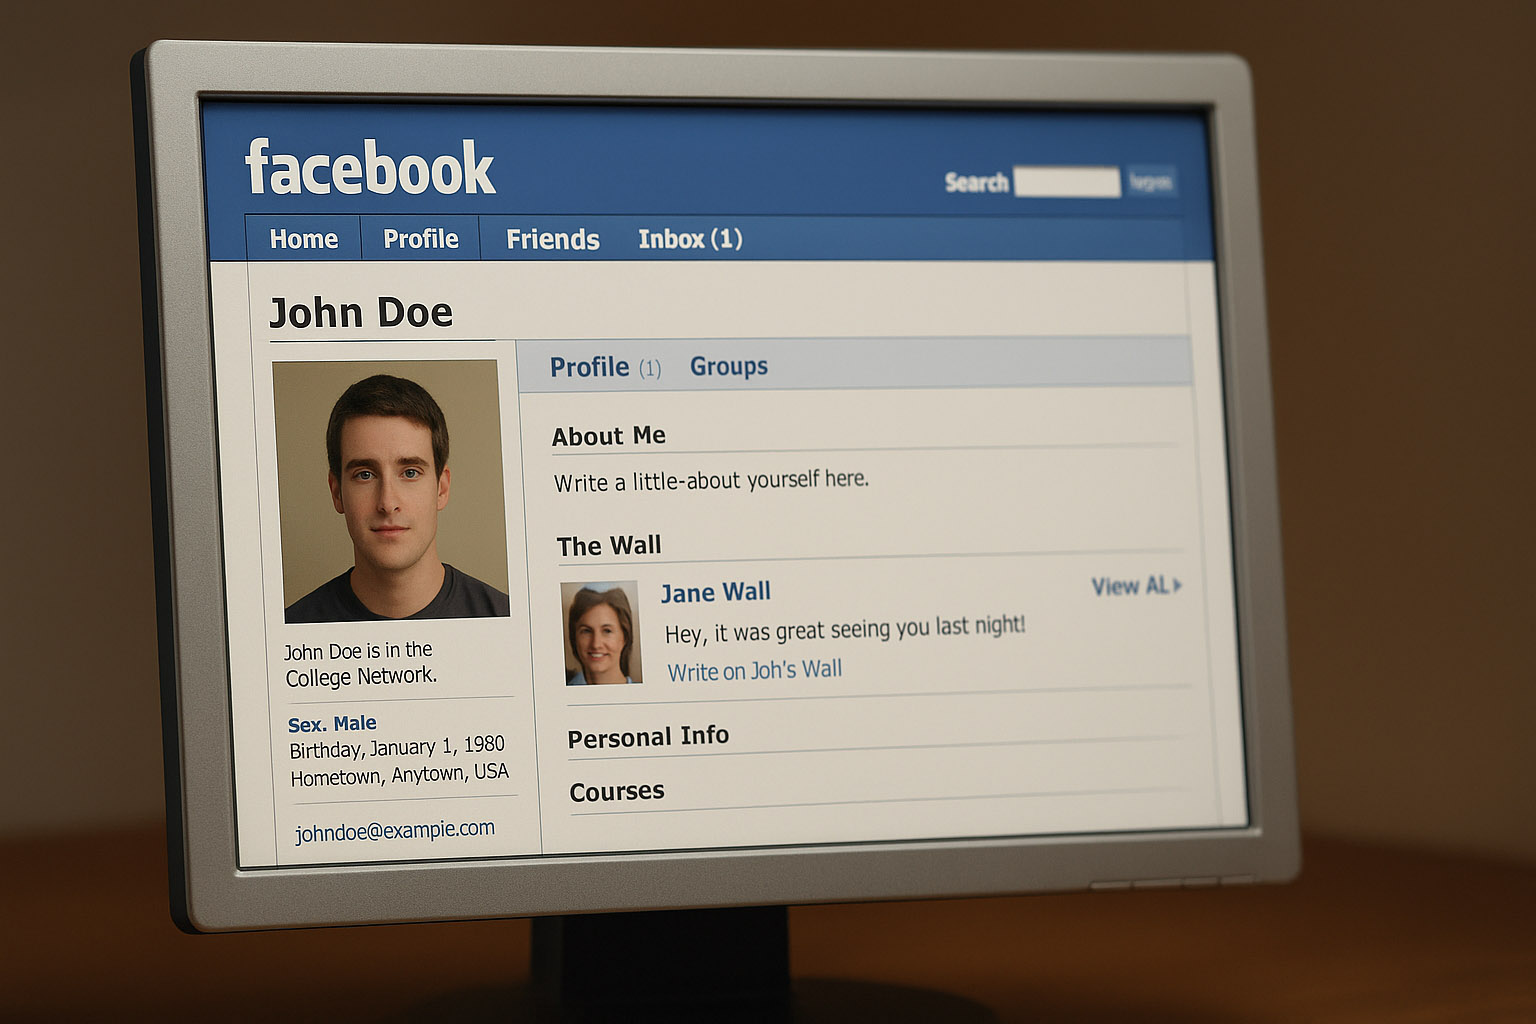 facebook
Search
Home Profile Friends Inbox (1)
John Doe
Profile (1) Groups
About Me
Write a little-about yourself here.
The Wall
Jane Wall
View AL
Hey, it was great seeing you last night!
Write on Joh's Wall
John Doe is in the
College Network.
Sex. Male
Birthday, January 1, 1980
Hometown, Anytown, USA
johndoe@exampie.com
Personal Info
Courses